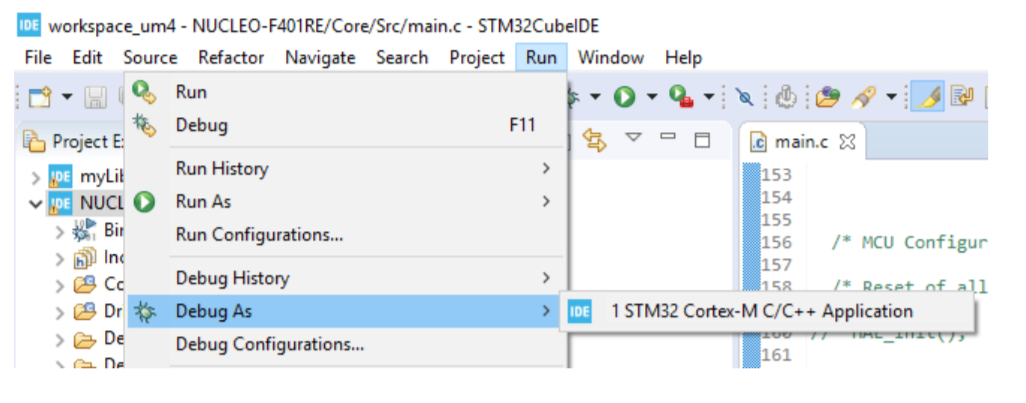 IDE workspace_um4 - NUCLEO-F401RE/Core/Src/main.c - STM32CubeIDE
File Edit Source Refactor Navigate Search Project Run Window Help
Run
Debug F11
Project E
main.c
Run History
Run As
Run Configurations...
Debug History
Debug As
Debug Configurations...
IDE 1 STM32 Cortex-M C/C++ Application
IDE myLib
IDE NUCL
Bin
Inc
Co
Dr
De
De
153
154
155
156 /* MCU Configur
157
158 /* Reset of all
160 // HAL_Init();
161